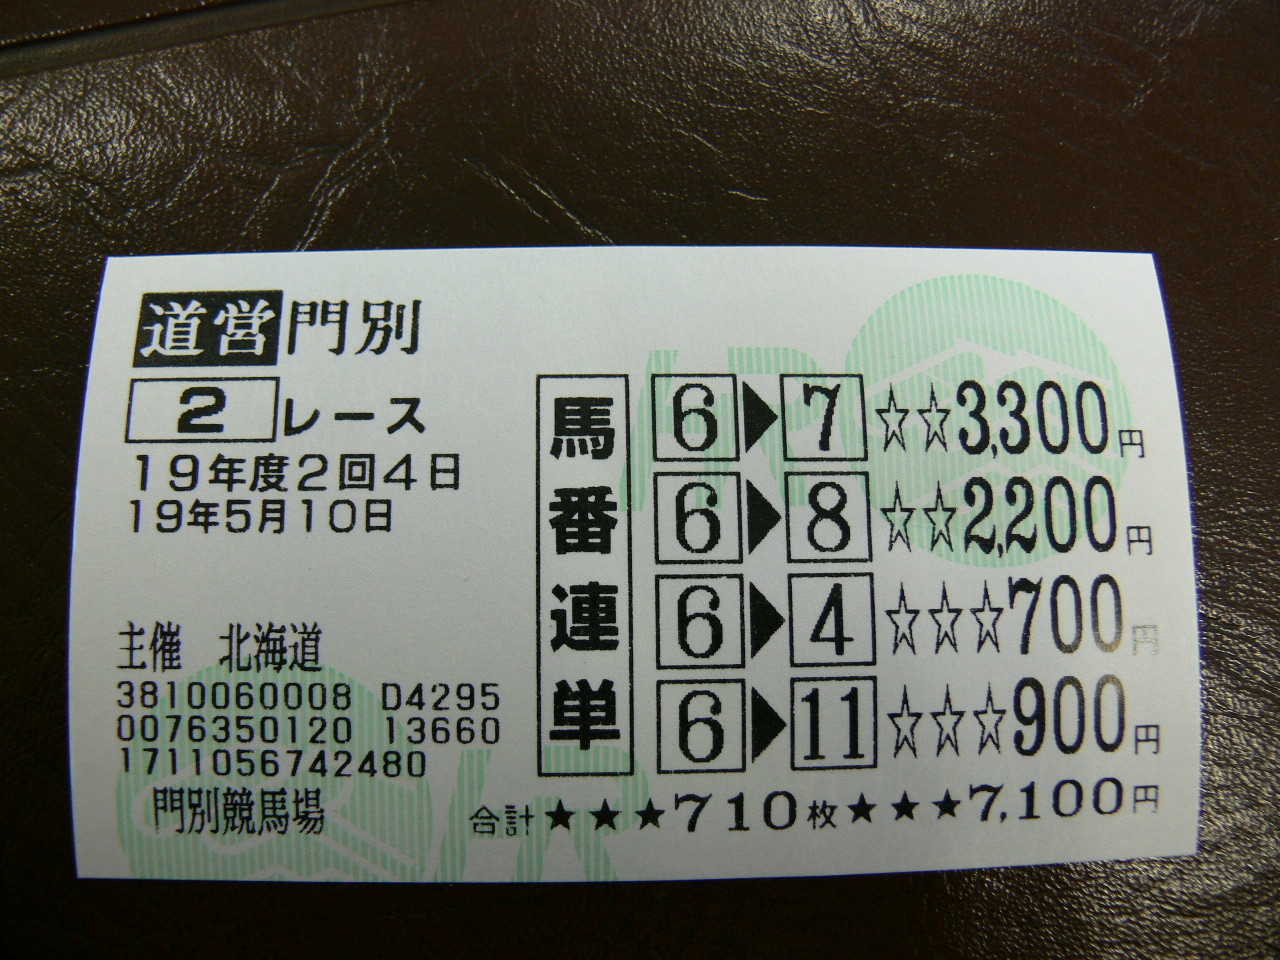 道営門別
2レース
19年度2回4日
19年5月10日
主催 北海道
3810060008 D4295
0076350120 13660
1711056742480
門別競馬場
馬番連単
6▶7 ☆☆3,300円
6▶8 ☆☆2,200円
6▶4 ☆☆☆700円
6▶11 ☆☆☆900円
合計★★★710枚★★★7,100円